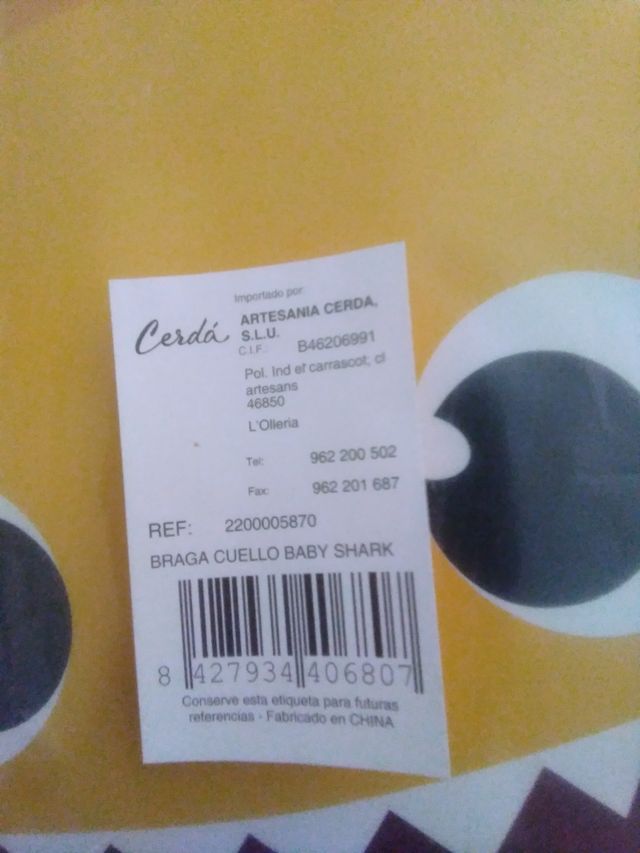 Importado por:
Cerdá
ARTESANIA CERDA,
S.L.U.
C.I.F.: B46206991
Pol. Ind el carrascot, cl
artesans
46850
L'Olleria
Tel: 962 200 502
Fax: 962 201 687
REF: 2200005870
BRAGA CUELLO BABY SHARK
8 427934 406807
Conserve esta etiqueta para futuras
referencias - Fabricado en CHINA